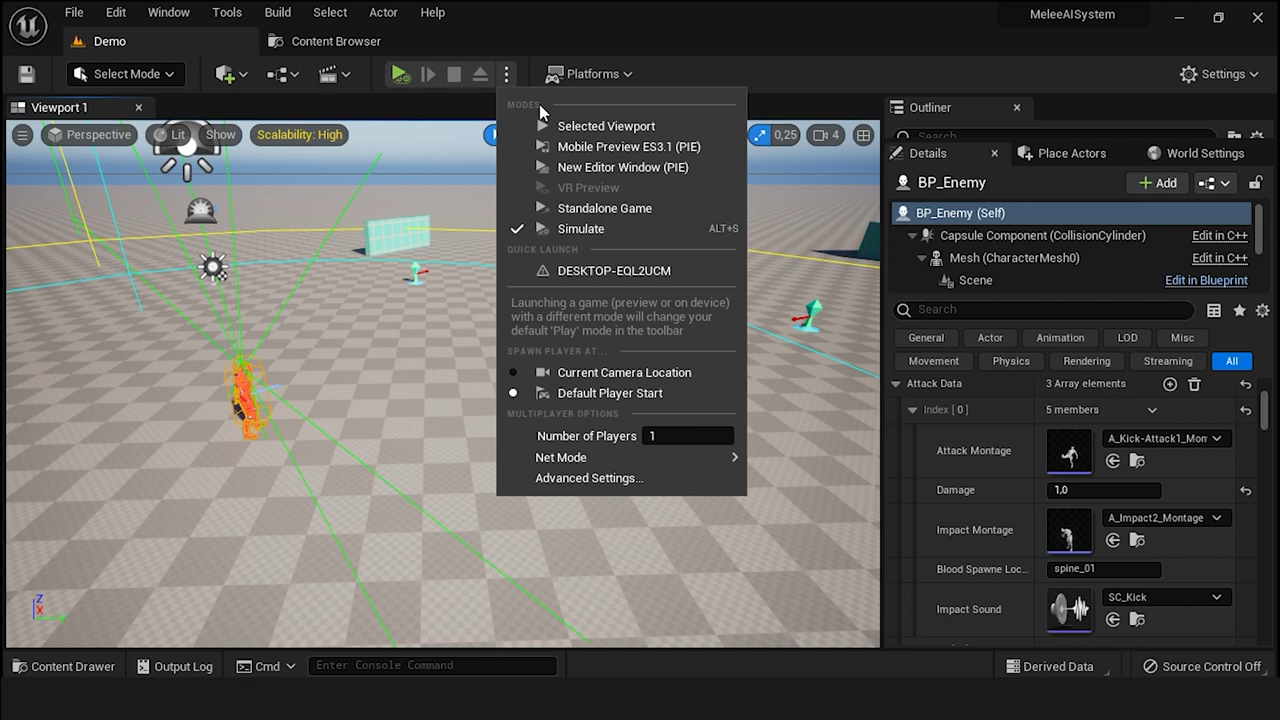 File Edit Window Tools Build Select Actor Help
MeleeAISystem
Demo
Content Browser
Select Mode
Platforms
Settings
Viewport 1
Perspective
Lit
Show
Scalability: High
0,25
4
MODES
Selected Viewport
Mobile Preview ES3.1 (PIE)
New Editor Window (PIE)
VR Preview
Standalone Game
Simulate ALT+S
QUICK LAUNCH
DESKTOP-EQL2UCM
Launching a game (preview or on device)
with a different mode will change your
default 'Play' mode in the toolbar
SPAWN PLAYER AT...
Current Camera Location
Default Player Start
MULTIPLAYER OPTIONS
Number of Players 1
Net Mode
Advanced Settings...
Z
X
Outliner
Search
Details
Place Actors
World Settings
BP_Enemy
Add
BP_Enemy (Self)
Capsule Component (CollisionCylinder) Edit in C++
Mesh (CharacterMesh0) Edit in C++
Scene Edit in Blueprint
Search
General Actor Animation LOD Misc
Movement Physics Rendering Streaming All
Attack Data 3 Array elements
Index [ 0 ] 5 members
Attack Montage A_Kick-Attack1_Mon
Damage 1,0
Impact Montage A_Impact2_Montage
Blood Spawne Loc... spine_01
Impact Sound SC_Kick
Content Drawer
Output Log
Cmd
Enter Console Command
Derived Data
Source Control Off